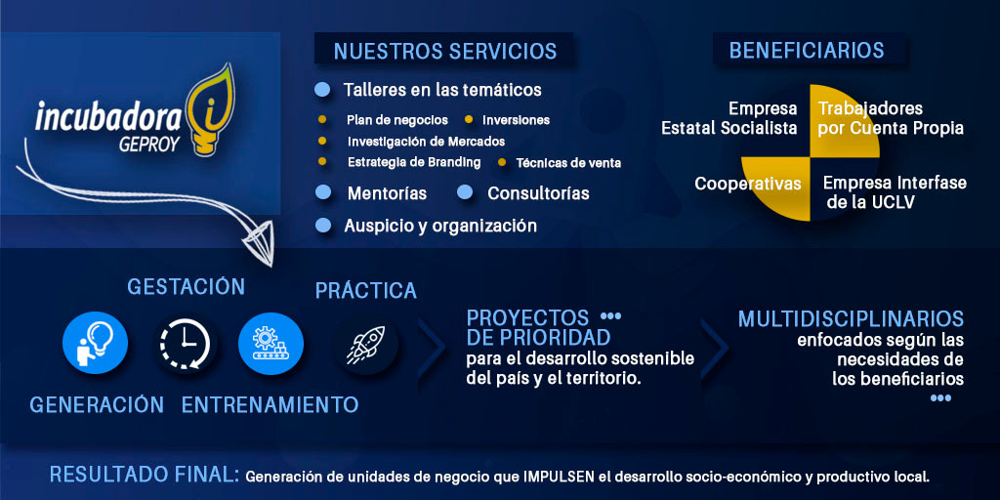 incubadora
GEPROY
NUESTROS SERVICIOS
Talleres en las temáticos
Plan de negocios
Inversiones
Investigación de Mercados
Estrategia de Branding
Técnicas de venta
Mentorías
Consultorías
Auspicio y organización
BENEFICIARIOS
Empresa
Estatal Socialista
Trabajadores
por Cuenta Propia
Cooperativas
Empresa Interfase
de la UCLV
GENERACIÓN
GESTACIÓN
ENTRENAMIENTO
PRÁCTICA
PROYECTOS
DE PRIORIDAD
para el desarrollo sostenible
del país y el territorio.
MULTIDISCIPLINARIOS
enfocados según las
necesidades de
los beneficiarios
RESULTADO FINAL: Generación de unidades de negocio que IMPULSEN el desarrollo socio-económico y productivo local.